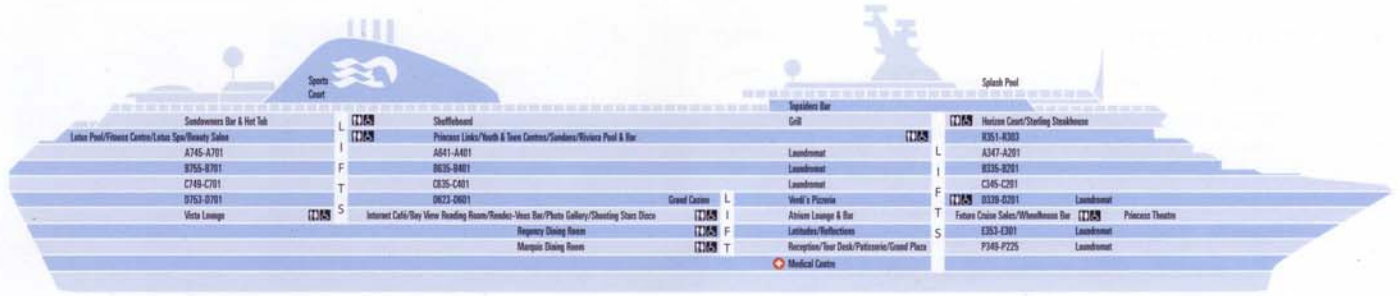 Sports
Court
Splash Pool
Topsiders Bar
Sundowners Bar & Hot Tub
Shuffleboard
Grill
Horizon Court/Sterling Steakhouse
Lotus Pool/Fitness Centre/Lotus Spa/Beauty Salon
Princess Links/Youth & Teen Centres/Sundana/Riviera Pool & Bar
R351-R303
A745-A701
A641-A401
Laundromat
A347-A201
B755-B701
B635-B401
Laundromat
B335-B201
C749-C701
C635-C401
Laundromat
C345-C201
D753-D701
D623-D601
Grand Casino
Verdi's Pizzeria
D339-D201
Laundromat
Vista Lounge
Internet Café/Bay View Reading Room/Rendez-Vous Bar/Photo Gallery/Shooting Stars Disco
Atrium Lounge & Bar
Future Cruise Sales/Wheelhouse Bar
Princess Theatre
Regency Dining Room
Latitudes/Reflections
E353-E301
Laundromat
Marquis Dining Room
Reception/Tour Desk/Patisserie/Grand Plaza
P349-P225
Laundromat
Medical Centre
LIFTS
LIFT
LIFTS